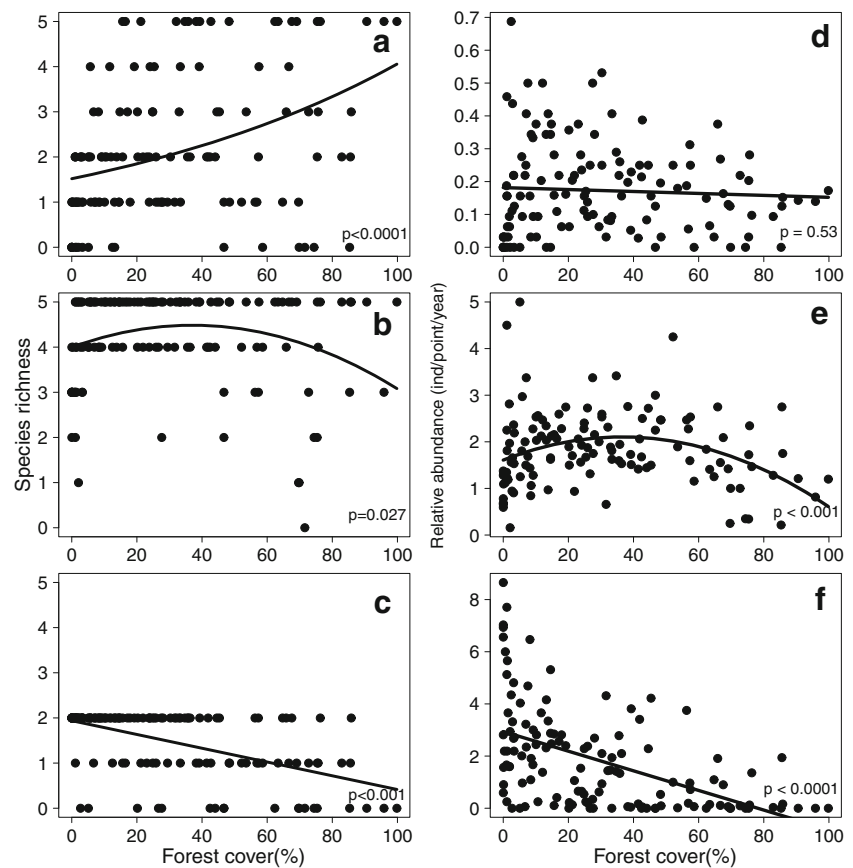 5
4
3
2
1
0
a
p<0.0001
0 20 40 60 80 100
5
4
3
2
1
0
b
p=0.027
0 20 40 60 80 100
5
4
3
2
1
0
c
p<0.001
0 20 40 60 80 100
Species richness
Forest cover(%)
0.7
0.6
0.5
0.4
0.3
0.2
0.1
0.0
d
p = 0.53
0 20 40 60 80 100
5
4
3
2
1
0
e
p < 0.001
0 20 40 60 80 100
8
6
4
2
0
f
p < 0.0001
0 20 40 60 80 100
Relative abundance (ind/point/year)
Forest cover(%)